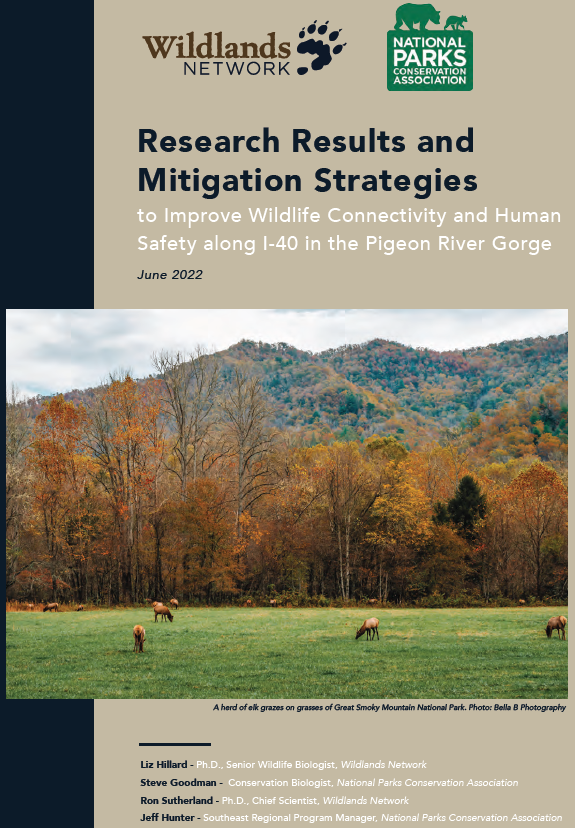 Wildlands
NETWORK
NATIONAL
PARKS
CONSERVATION
ASSOCIATION
Research Results and
Mitigation Strategies
to Improve Wildlife Connectivity and Human
Safety along I-40 in the Pigeon River Gorge
June 2022
A herd of elk grazes on grasses of Great Smoky Mountain National Park. Photo: Bella B Photography
Liz Hillard - Ph.D., Senior Wildlife Biologist, Wildlands Network
Steve Goodman - Conservation Biologist, National Parks Conservation Association
Ron Sutherland - Ph.D., Chief Scientist, Wildlands Network
Jeff Hunter - Southeast Regional Program Manager, National Parks Conservation Association